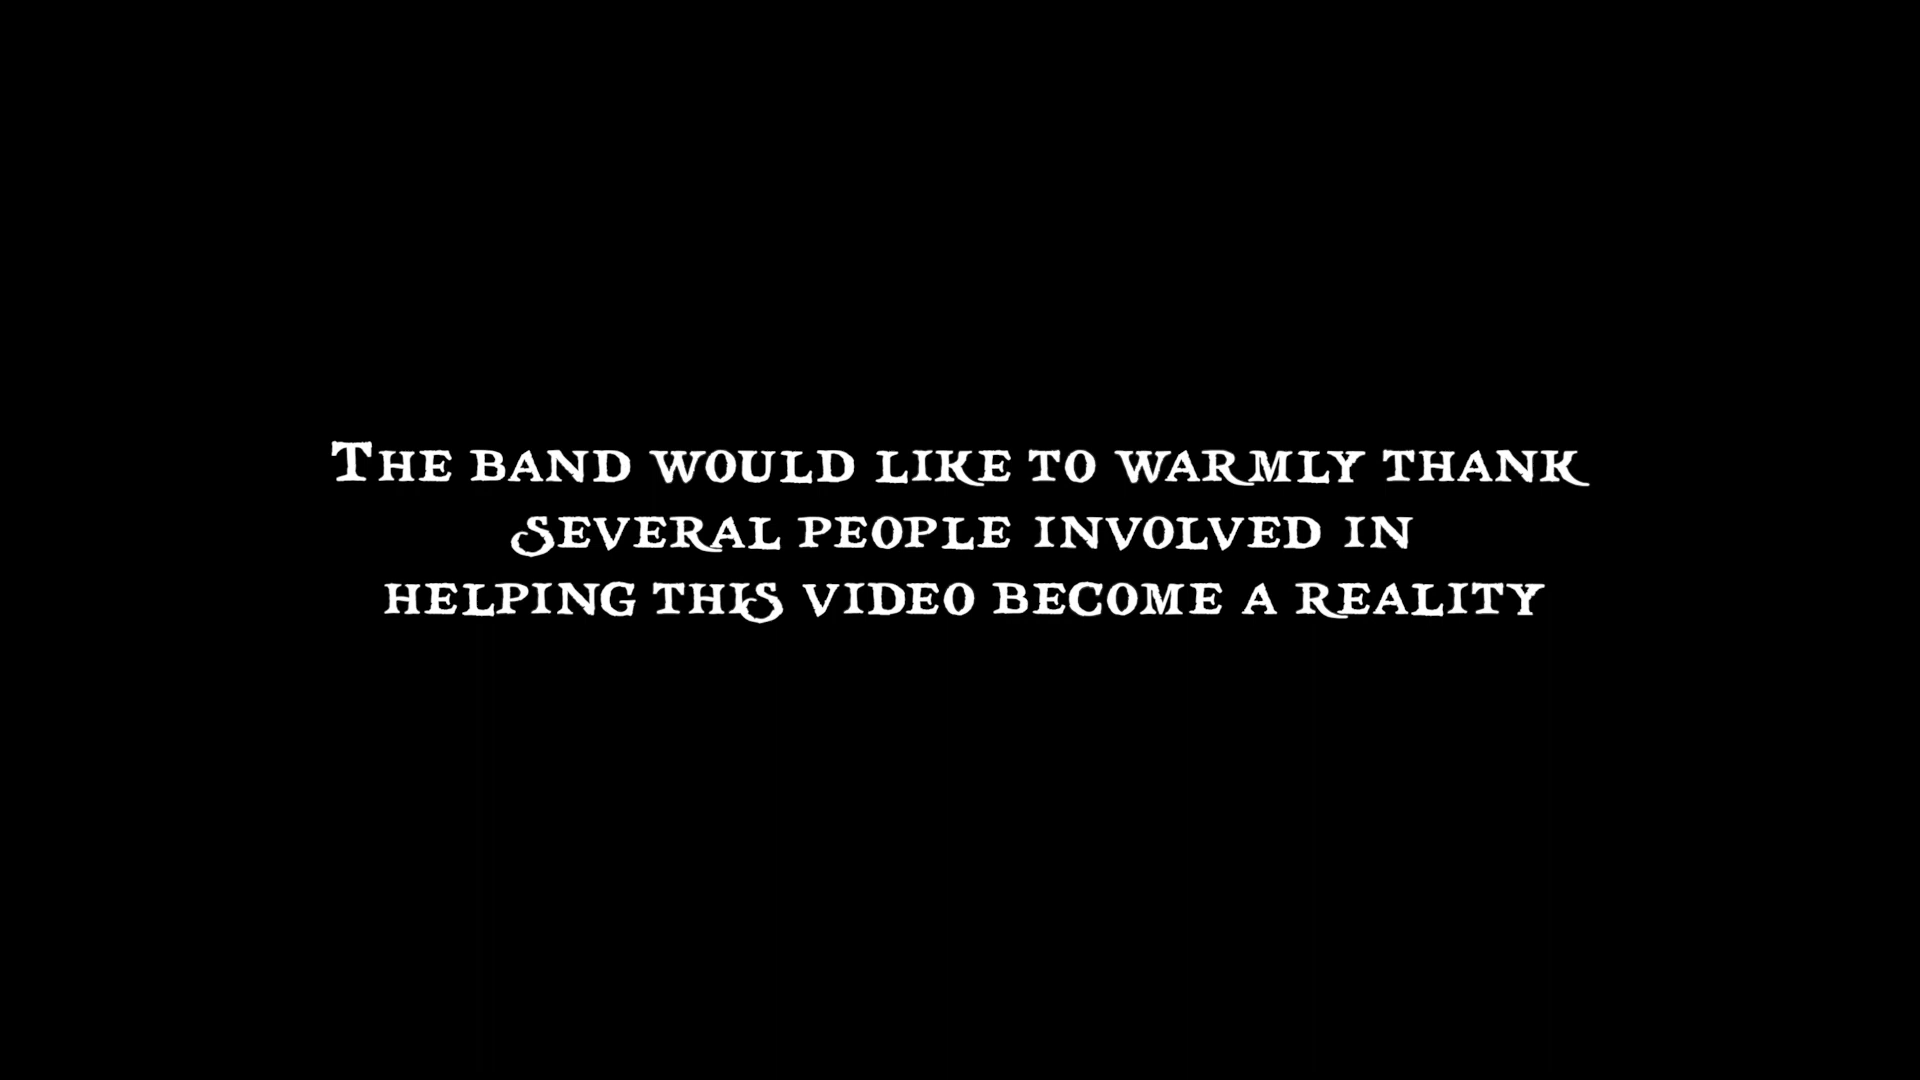 The band would like to warmly thank
several people involved in
helping this video become a reality